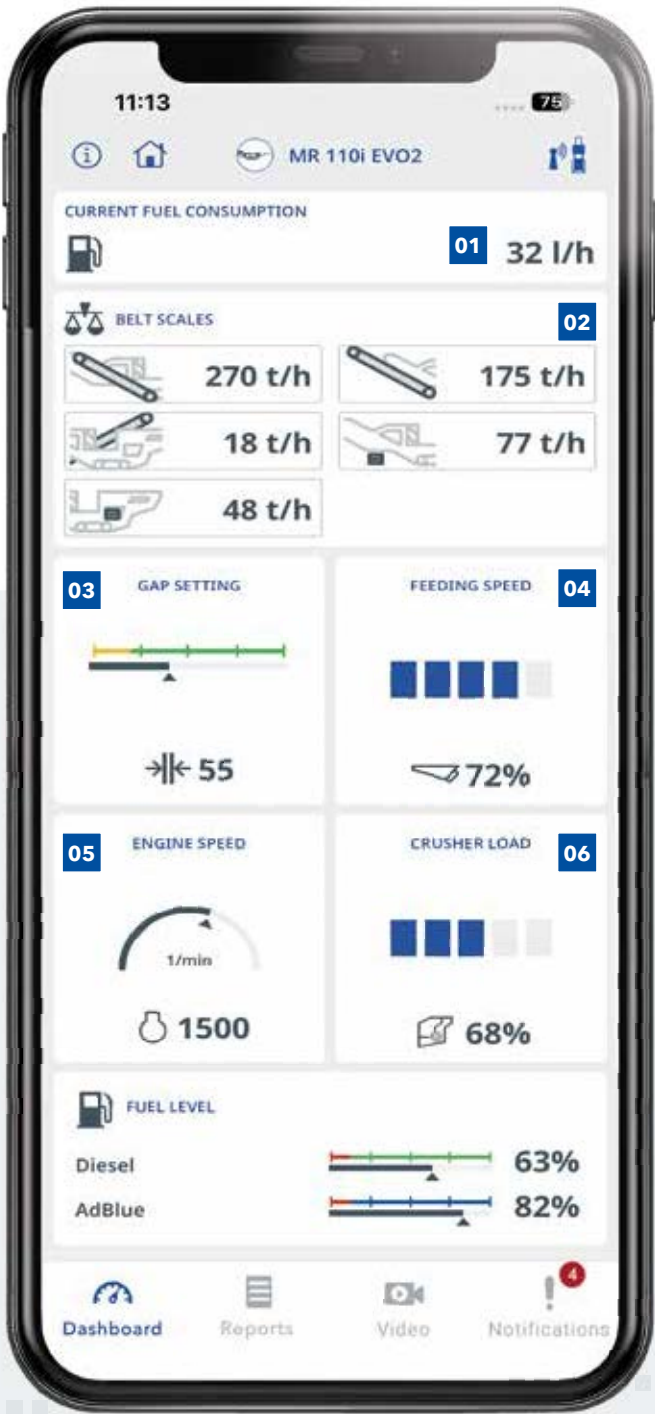 11:13
75
MR 110i EVO2
CURRENT FUEL CONSUMPTION
01 32 l/h
BELT SCALES 02
270 t/h 175 t/h
18 t/h 77 t/h
48 t/h
03 GAP SETTING FEEDING SPEED 04
55 72%
05 ENGINE SPEED CRUSHER LOAD 06
1/min
1500 68%
FUEL LEVEL
Diesel 63%
AdBlue 82%
4
Dashboard Reports Video Notifications